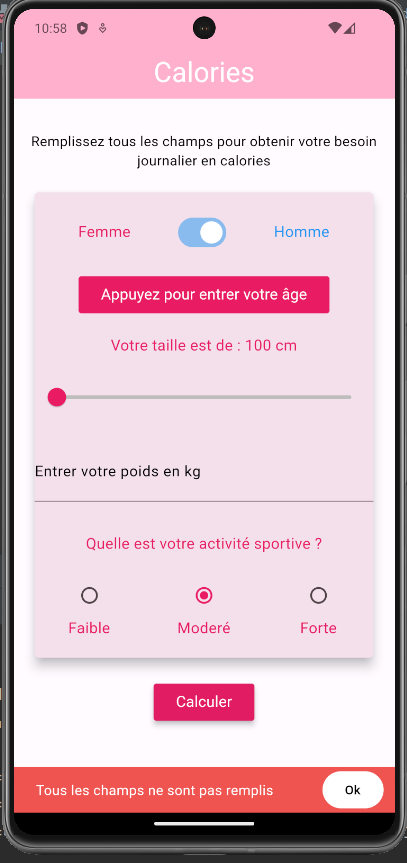 10:58
Calories
Remplissez tous les champs pour obtenir votre besoin
journalier en calories
Femme
Homme
Appuyez pour entrer votre âge
Votre taille est de : 100 cm
Entrer votre poids en kg
Quelle est votre activité sportive ?
Faible
Moderé
Forte
Calculer
Tous les champs ne sont pas remplis
Ok